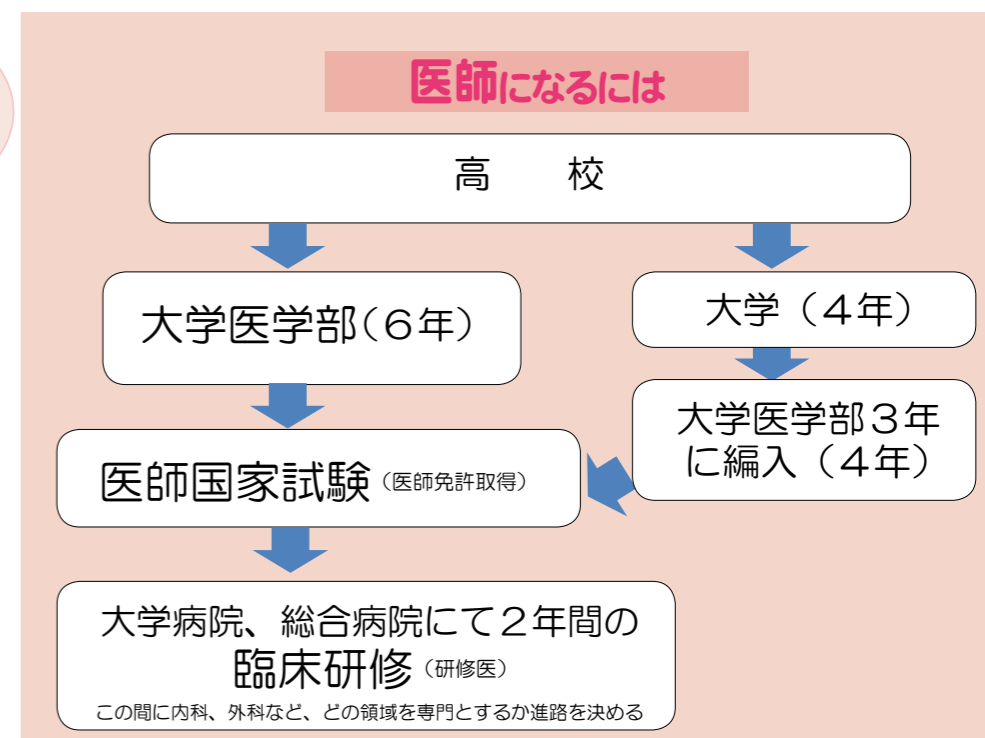 医師になるには
高　　校
大学医学部（６年）
大学（４年）
大学医学部３年
に編入（４年）
医師国家試験（医師免許取得）
大学病院、総合病院にて２年間の
臨床研修（研修医）
この間に内科、外科など、どの領域を専門とするか進路を決める